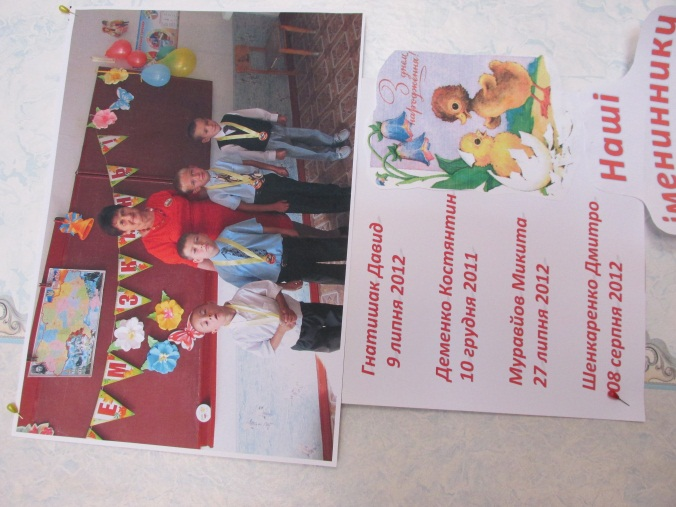 Наші
іменинники
З днем
народження!
Гнатишак Давид
9 липня 2012
Деменко Костянтин
10 грудня 2011
Муравйов Микита
27 липня 2012
Шенкаренко Дмитро
08 серпня 2012